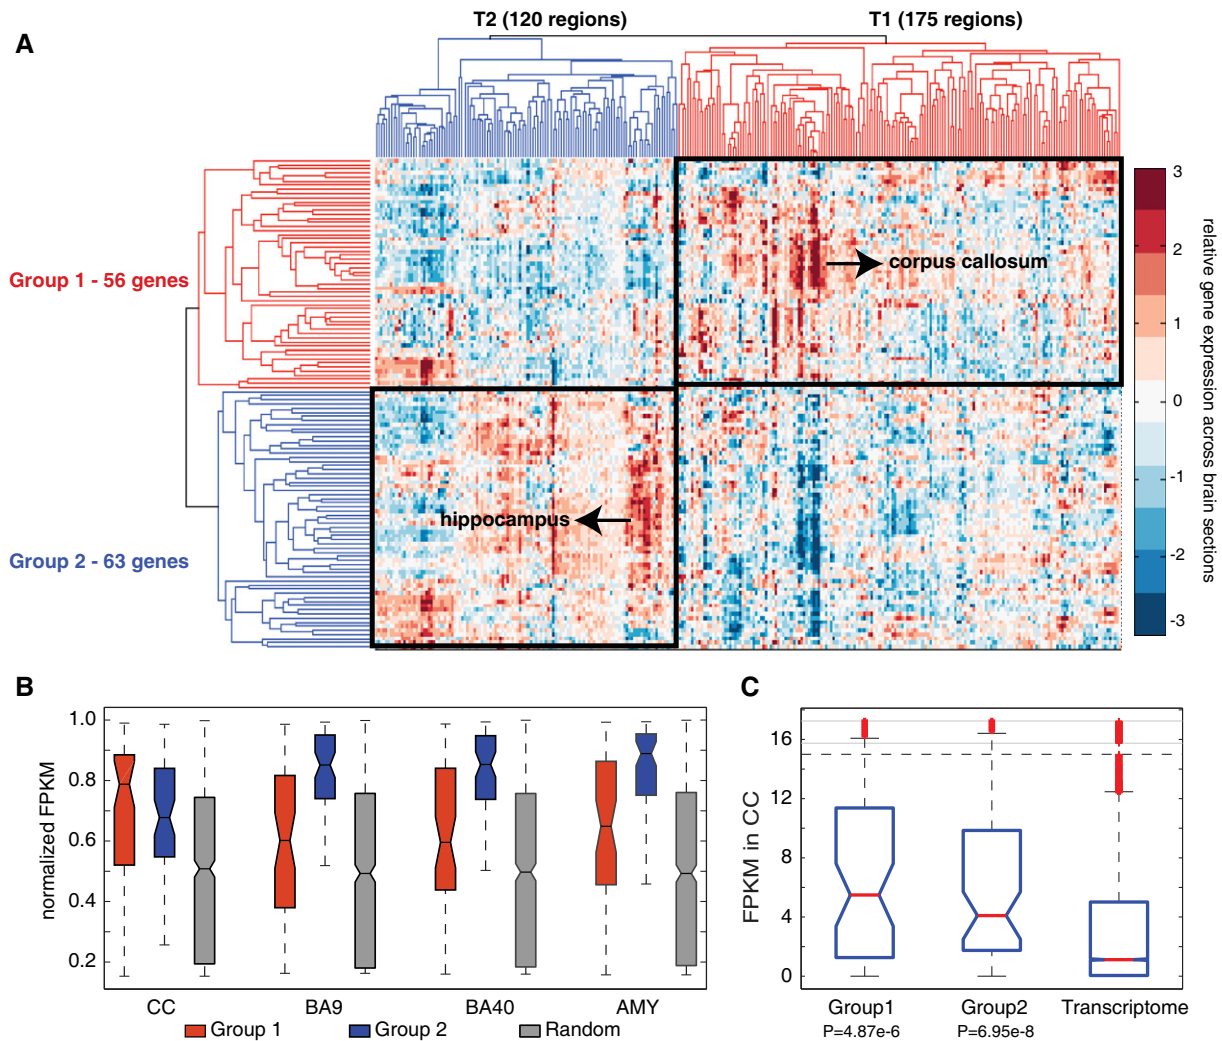 T2 (120 regions)
T1 (175 regions)
A
Group 1 - 56 genes
Group 2 - 63 genes
corpus callosum
hippocampus
3
2
1
0
-1
-2
-3
relative gene expression across brain sections
B
normalized FPKM
1.0
0.8
0.6
0.4
0.2
CC
BA9
BA40
AMY
Group 1
Group 2
Random
C
FPKM in CC
16
12
8
4
0
Group1
Group2
Transcriptome
P=4.87e-6
P=6.95e-8